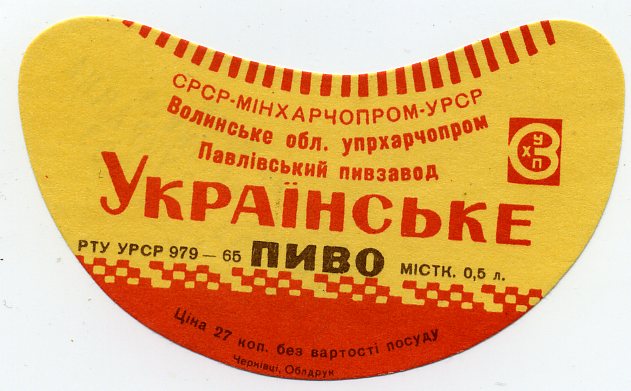 СРСР-МІНХАРЧОПРОМ-УРСР
Волинське обл. упрхарчопром
Павлівський пивзавод
УХП
УКРАЇНСЬКЕ
РТУ УРСР 979 — 65 ПИВО МІСТК. 0,5 л.
Ціна 27 коп. без вартості посуду
Чернівці, Облдрук